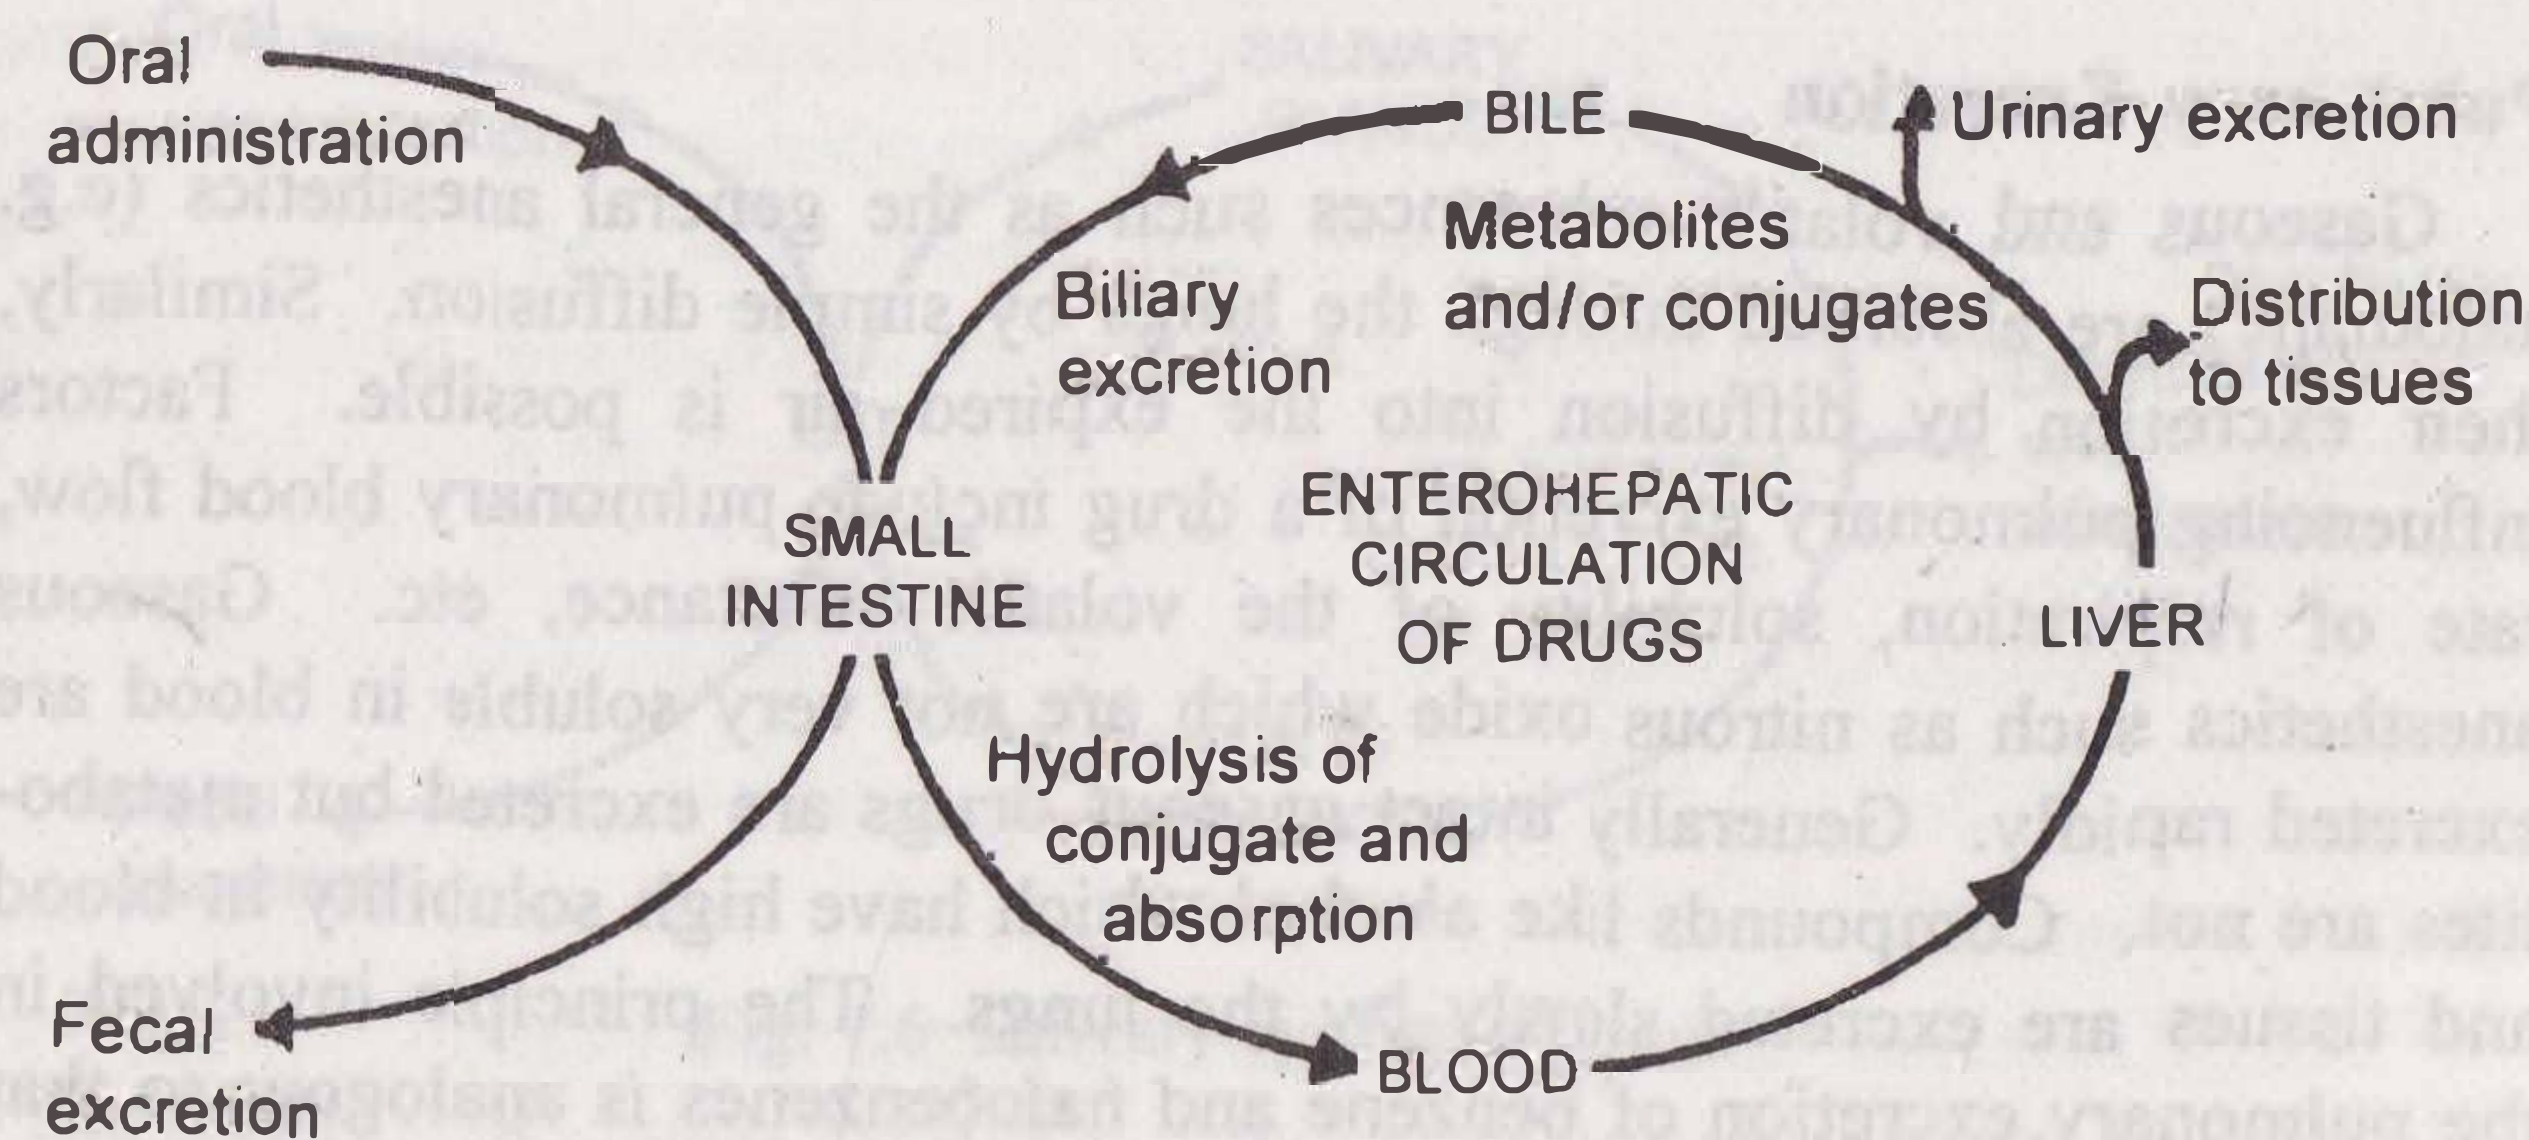 Oral
administration
BILE
Urinary excretion
Metabolites
and/or conjugates
Biliary
excretion
Distribution
to tissues
ENTEROHEPATIC
CIRCULATION
OF DRUGS
SMALL
INTESTINE
LIVER
Hydrolysis of
conjugate and
absorption
Fecal
excretion
BLOOD